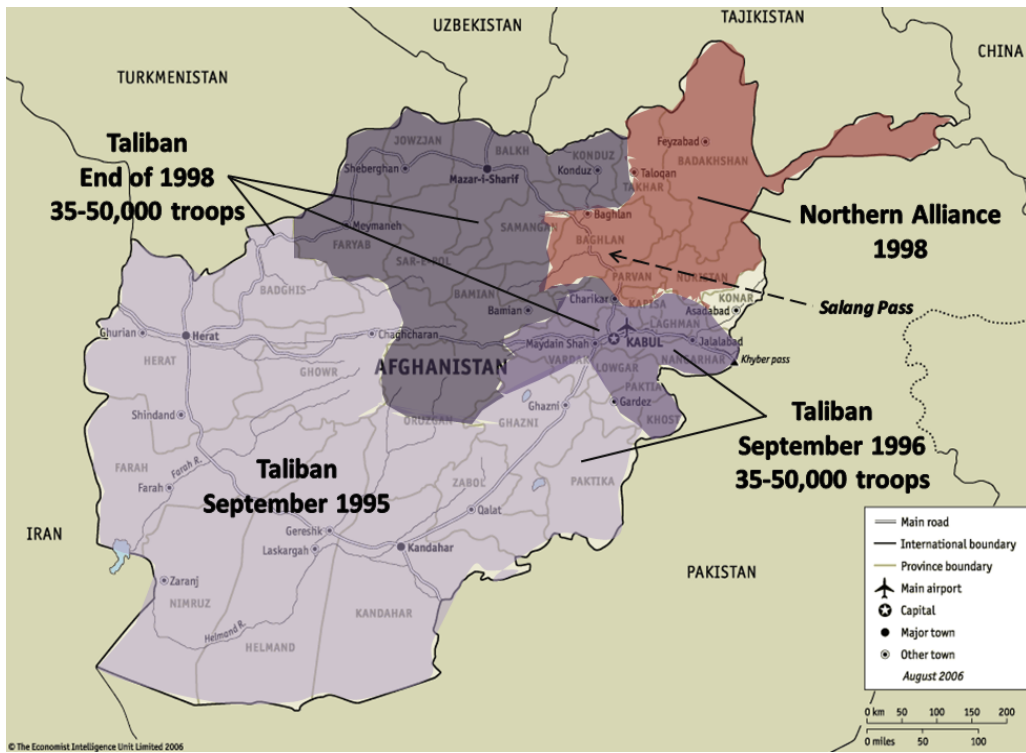 UZBEKISTAN
TAJIKISTAN
CHINA
TURKMENISTAN
Taliban
End of 1998
35-50,000 troops
JOWZJAN
BALKH
KONDUZ
Feyzabad
BADAKHSHAN
Sheberghan
Mazar-i-Sharif
Konduz
Taloqan
TAKHAR
Northern Alliance
1998
Meymaneh
FARYAB
SAMANGAN
Baghlan
BAGHLAN
SAR-E-POL
BADGHIS
BAMIAN
PARVAN
NURISTAN
KONAR
Salang Pass
Bamian
Charikar
KAPISA
Asadabad
LAGHMAN
Ghurian
Herat
Chaghcharan
Maydain Shah
KABUL
Jalalabad
Khyber pass
HERAT
GHOWR
AFGHANISTAN
VARDAK
LOWGAR
NANGARHAR
PAKTIA
Gardez
KHOST
Shindand
ORUZGAN
Ghazni
GHAZNI
Taliban
September 1996
35-50,000 troops
FARAH
Farah R.
Farah
Taliban
September 1995
ZABOL
PAKTIKA
Qalat
IRAN
Gereshk
Laskargah
Kandahar
PAKISTAN
Zaranj
NIMRUZ
Helmand R.
HELMAND
KANDAHAR
Main road
International boundary
Province boundary
Main airport
Capital
Major town
Other town
August 2006
0 km 50 100 150 200
0 miles 50 100
© The Economist Intelligence Unit Limited 2006